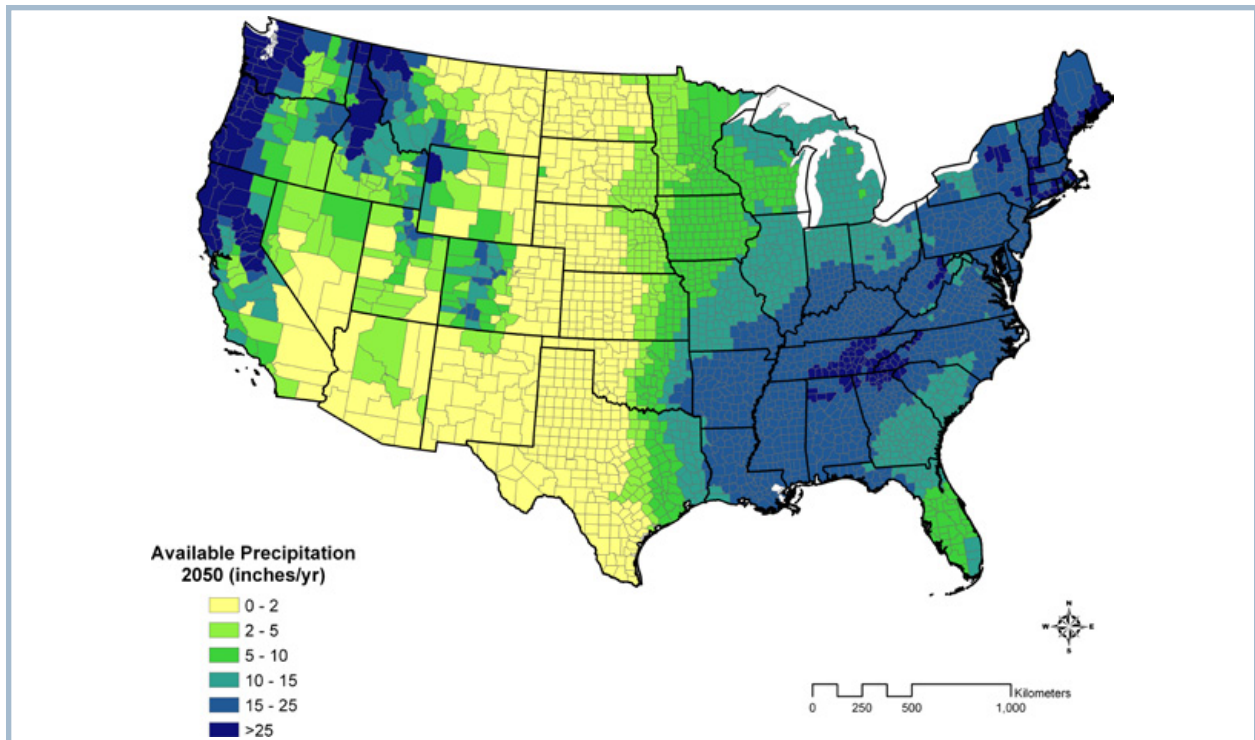 Available Precipitation
2050 (inches/yr)
0 - 2
2 - 5
5 - 10
10 - 15
15 - 25
>25
N
W E
S
Kilometers
0 250 500 1,000